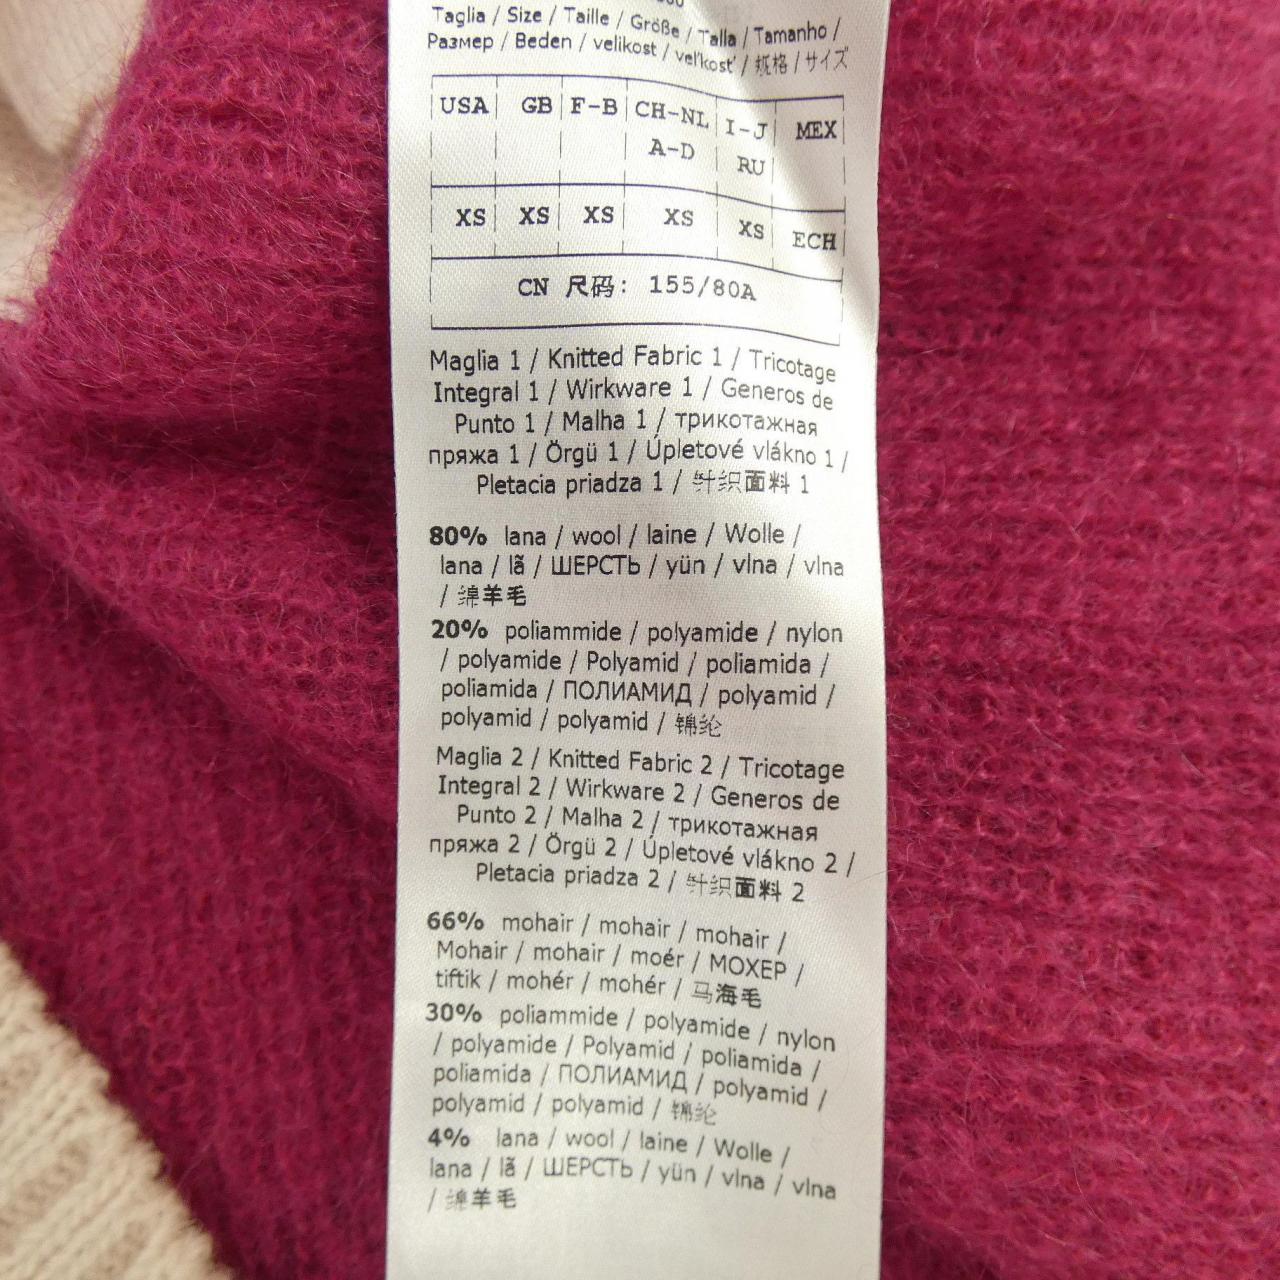 Taglia / Size / Taille / Größe / Talla / Tamanho /
Размер / Beden / velikost / veľkosť / 规格 / サイズ
USA GB F-B CH-NL A-D I-J RU MEX
XS XS XS XS XS ECH
CN 尺码: 155/80A
Maglia 1 / Knitted Fabric 1 / Tricotage
Integral 1 / Wirkware 1 / Generos de
Punto 1 / Malha 1 / трикотажная
пряжа 1 / Örgü 1 / Úpletové vlákno 1 /
Pletacia priadza 1 / 针织面料 1
80% lana / wool / laine / Wolle /
lana / lã / ШЕРСТЬ / yün / vlna / vlna
/ 绵羊毛
20% poliammide / polyamide / nylon
/ polyamide / Polyamid / poliamida /
poliamida / ПОЛИАМИД / polyamid /
polyamid / polyamid / 锦纶
Maglia 2 / Knitted Fabric 2 / Tricotage
Integral 2 / Wirkware 2 / Generos de
Punto 2 / Malha 2 / трикотажная
пряжа 2 / Örgü 2 / Úpletové vlákno 2 /
Pletacia priadza 2 / 针织面料 2
66% mohair / mohair / mohair /
Mohair / mohair / moér / МОХЕР /
tiftik / mohér / mohér / 马海毛
30% poliammide / polyamide / nylon
/ polyamide / Polyamid / poliamida /
poliamida / ПОЛИАМИД / polyamid /
polyamid / polyamid / 锦纶
4% lana / wool / laine / Wolle /
lana / lã / ШЕРСТЬ / yün / vlna / vlna
/ 绵羊毛